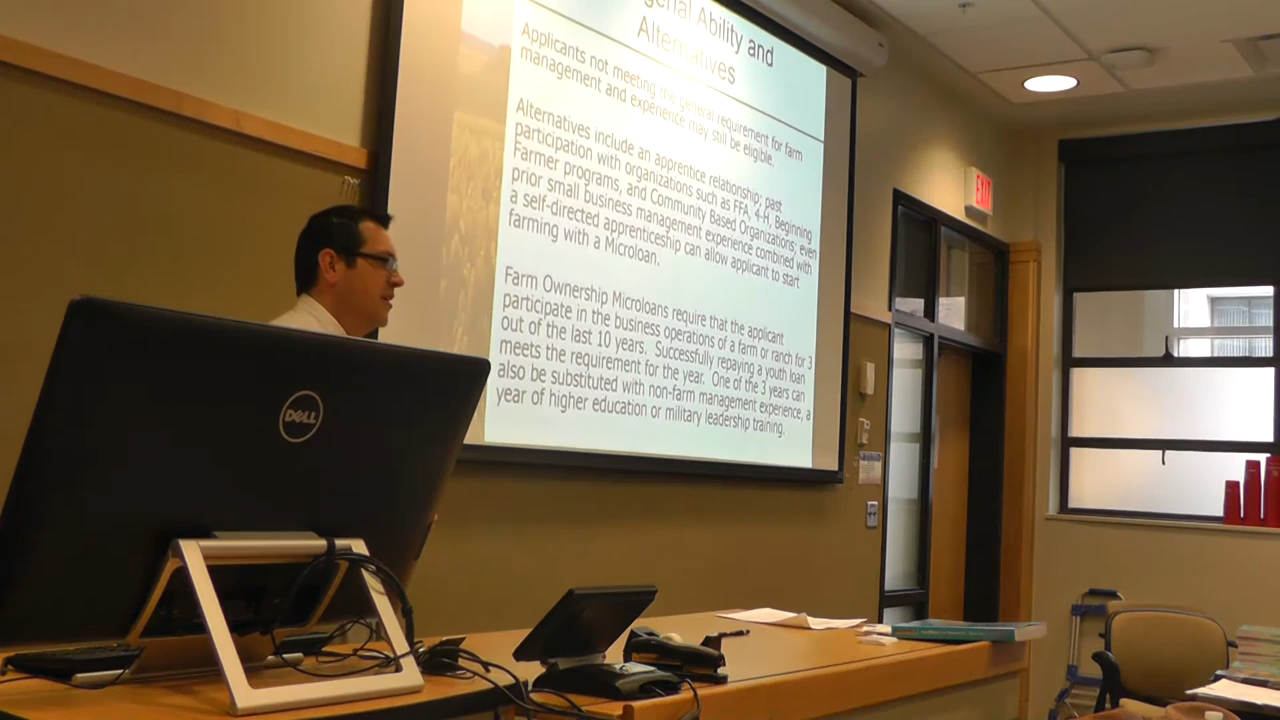 gerial Ability and
Alternatives
Applicants not meeting the general requirement for farm
management and experience may still be eligible.
Alternatives include an apprentice relationship; past
participation with organizations such as FFA, 4-H, Beginning
Farmer programs, and Community Based Organizations; even
prior small business management experience combined with
a self-directed apprenticeship can allow applicant to start
farming with a Microloan.
Farm Ownership Microloans require that the applicant
participate in the business operations of a farm or ranch for 3
out of the last 10 years. Successfully repaying a youth loan
meets the requirement for the year. One of the 3 years can
also be substituted with non-farm management experience, a
year of higher education or military leadership training.
EXIT
DELL